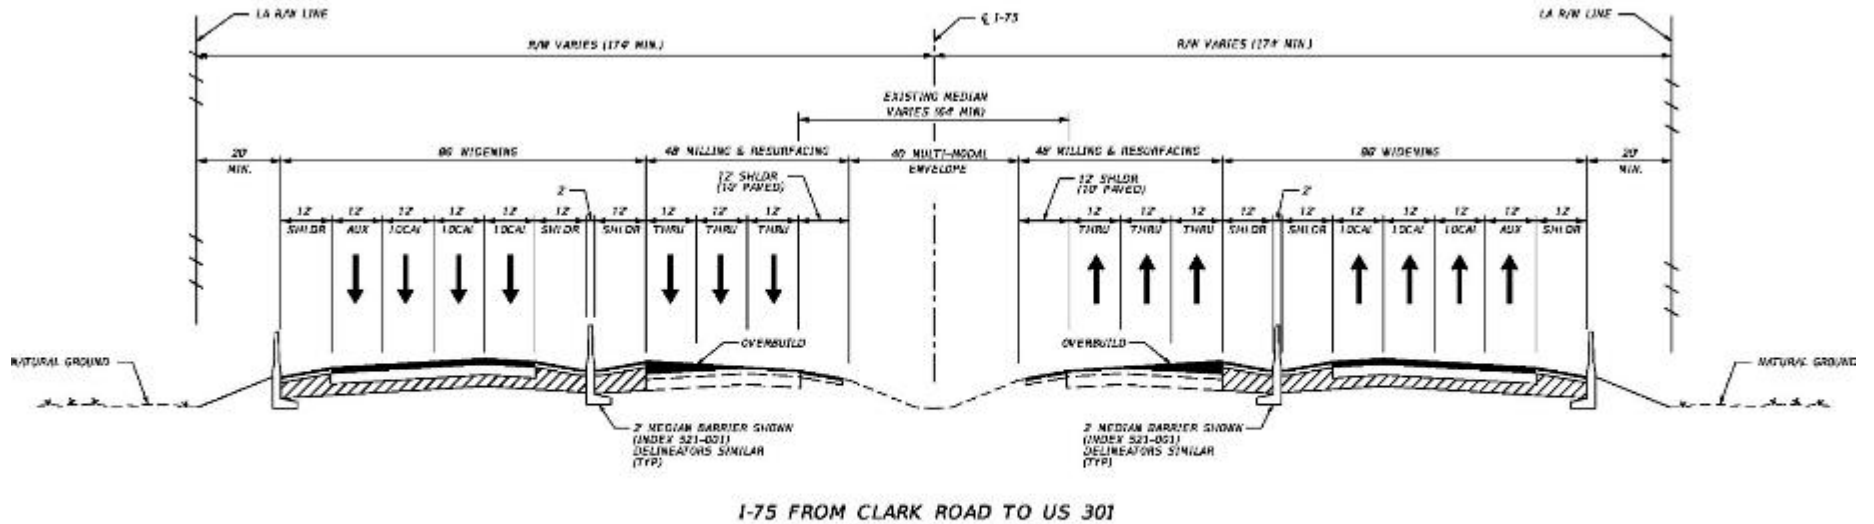 LA R/W LINE
℄ I-75
LA R/W LINE
R/W VARIES (174' MIN.)
R/W VARIES (174' MIN.)
EXISTING MEDIAN
VARIES (64' MIN)
20'
MIN.
86' WIDENING
48' MILLING & RESURFACING
40' MULTI-MODAL
ENVELOPE
48' MILLING & RESURFACING
86' WIDENING
20'
MIN.
2'
12' SHLDR
(10' PAVED)
12' SHLDR
(10' PAVED)
2'
12' 12' 12' 12' 12' 12' 12' 12' 12' 12'
SHLDR AUX LOCAL LOCAL LOCAL SHLDR SHLDR THRU THRU THRU
12' 12' 12' 12' 12' 12' 12' 12' 12' 12'
THRU THRU THRU SHLDR SHLDR LOCAL LOCAL LOCAL AUX SHLDR
OVERBUILD
OVERBUILD
NATURAL GROUND
NATURAL GROUND
2' MEDIAN BARRIER SHOWN
(INDEX 521-001)
DELINEATORS SIMILAR
(TYP)
2' MEDIAN BARRIER SHOWN
(INDEX 521-001)
DELINEATORS SIMILAR
(TYP)
I-75 FROM CLARK ROAD TO US 301